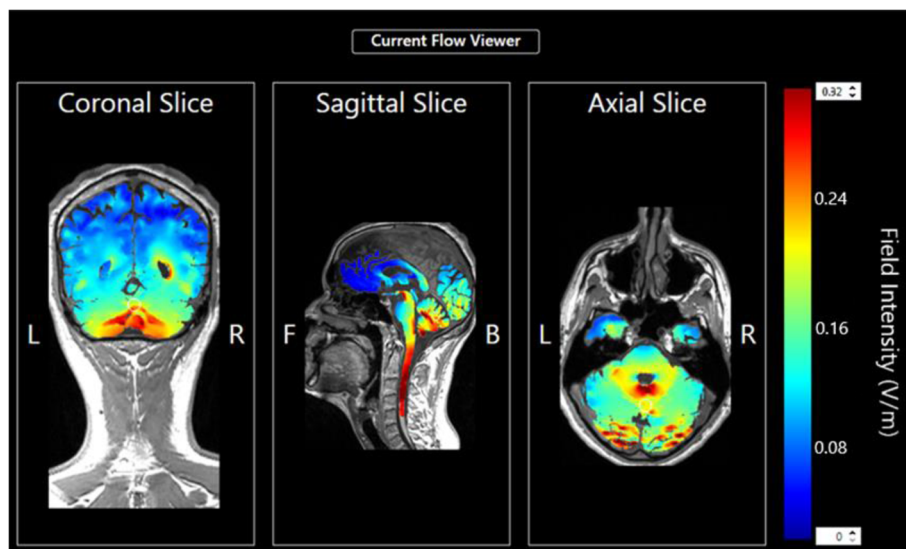 Current Flow Viewer
Coronal Slice
Sagittal Slice
Axial Slice
L
R
F
B
L
R
0.32
0.24
0.16
0.08
0
Field Intensity (V/m)